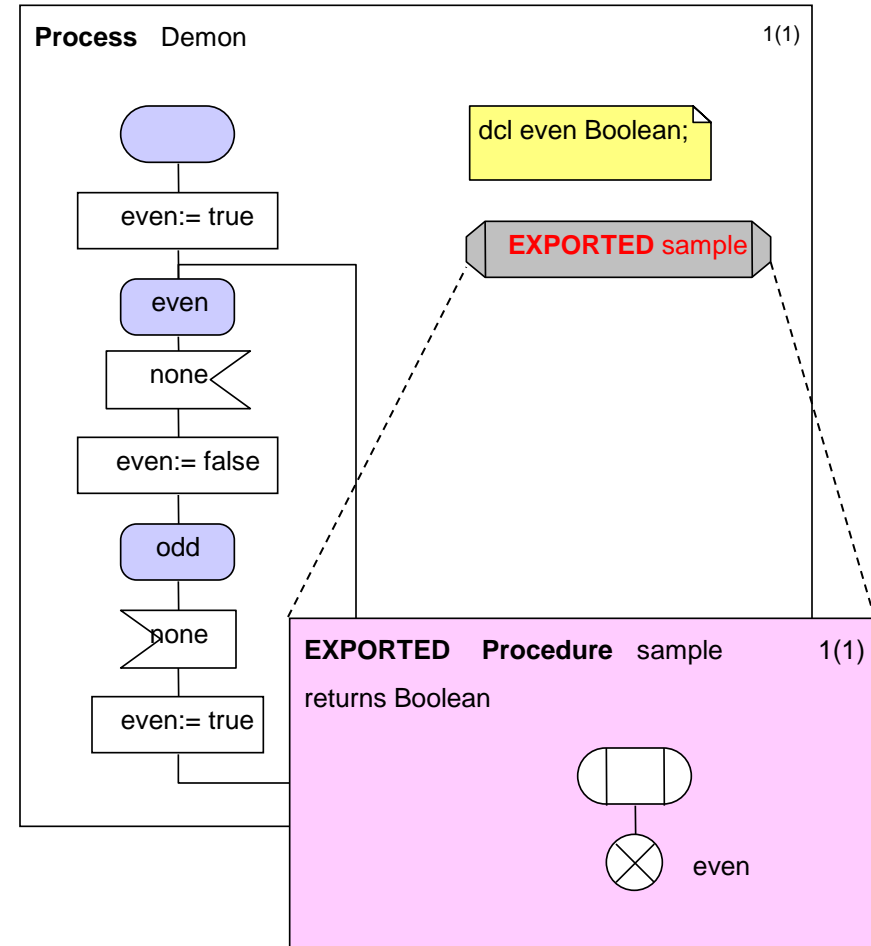 Process Demon 1(1)
dcl even Boolean;
even:= true
EXPORTED sample
even
none
even:= false
odd
none
even:= true
EXPORTED Procedure sample 1(1)
returns Boolean
even